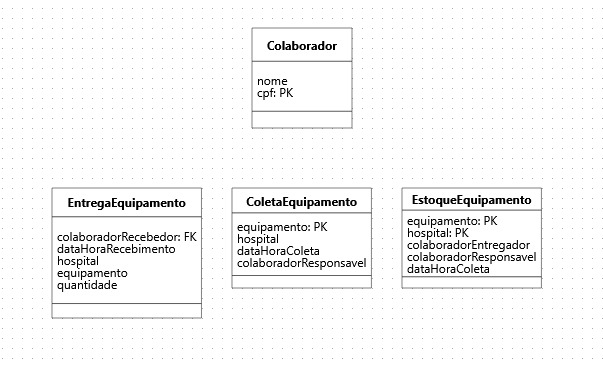 Colaborador
nome
cpf: PK
EntregaEquipamento
colaboradorRecebedor: FK
dataHoraRecebimento
hospital
equipamento
quantidade
ColetaEquipamento
equipamento: PK
hospital
dataHoraColeta
colaboradorResponsavel
EstoqueEquipamento
equipamento: PK
hospital: PK
colaboradorEntregador
colaboradorResponsavel
dataHoraColeta